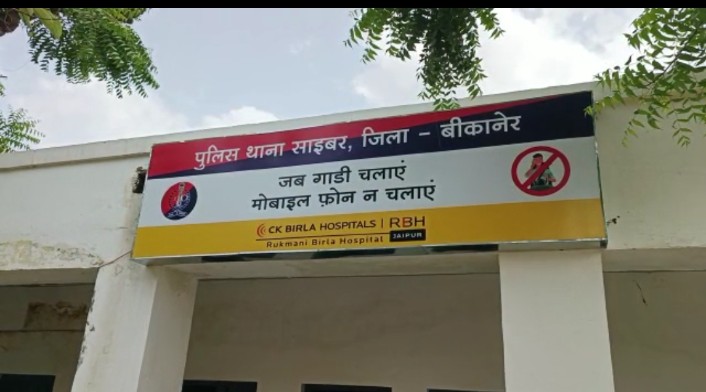 पुलिस थाना साइबर, जिला - बीकानेर
जब गाडी चलाएं
मोबाइल फ़ोन न चलाएं
CK BIRLA HOSPITALS | RBH
Rukmani Birla Hospital JAIPUR